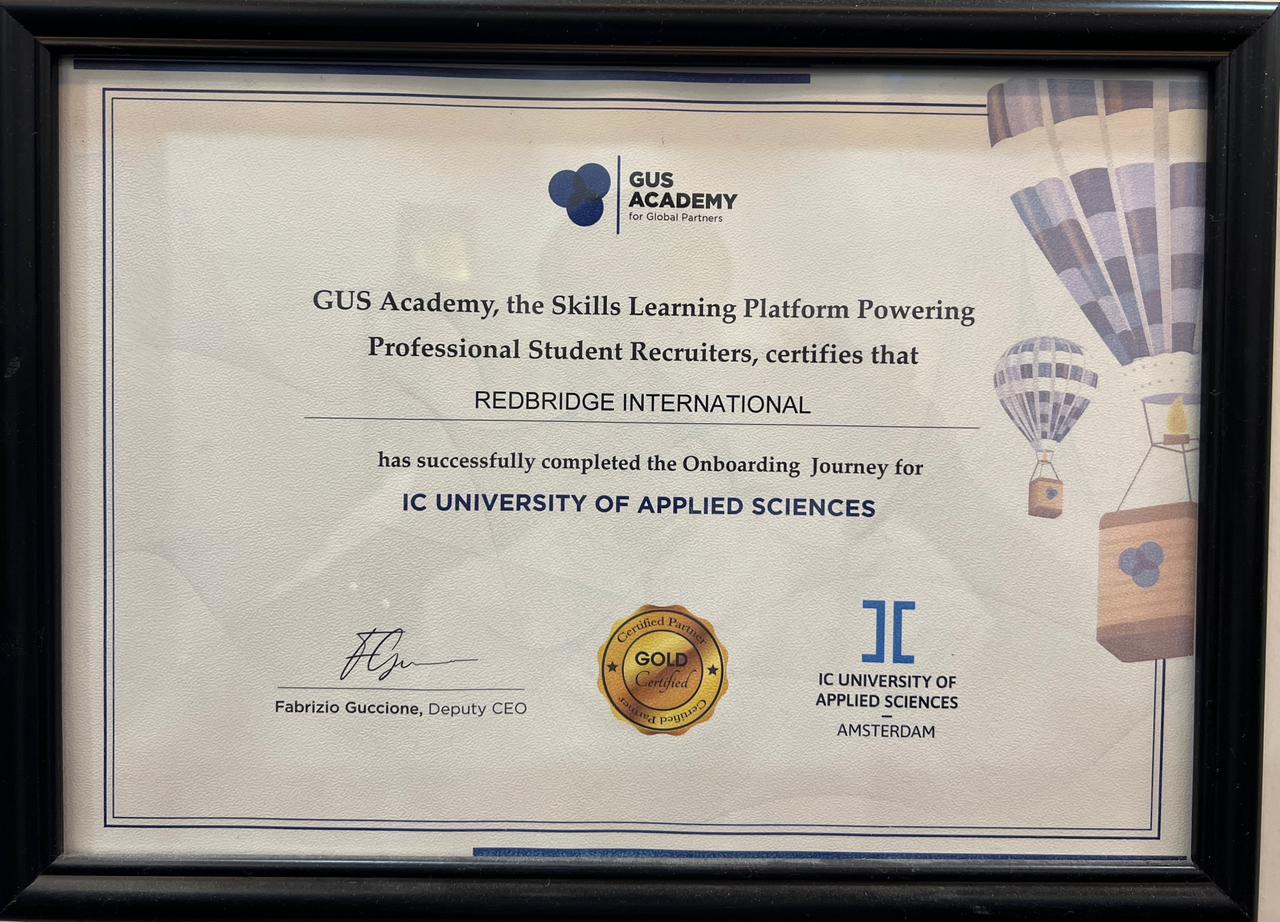 GUS
ACADEMY
for Global Partners
GUS Academy, the Skills Learning Platform Powering
Professional Student Recruiters, certifies that
REDBRIDGE INTERNATIONAL
has successfully completed the Onboarding Journey for
IC UNIVERSITY OF APPLIED SCIENCES
Fabrizio Guccione, Deputy CEO
Certified Partner
GOLD
Certified
Certified Partner
IC UNIVERSITY OF
APPLIED SCIENCES
AMSTERDAM